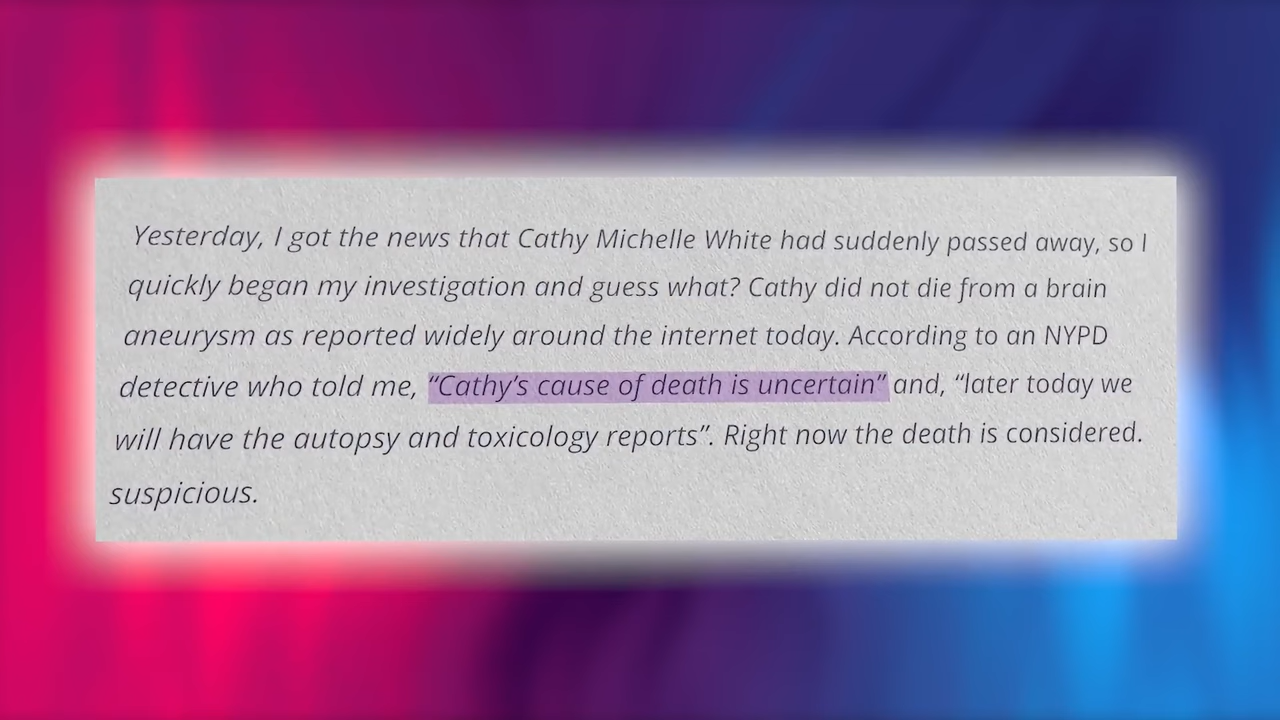 Yesterday, I got the news that Cathy Michelle White had suddenly passed away, so I
quickly began my investigation and guess what? Cathy did not die from a brain
aneurysm as reported widely around the internet today. According to an NYPD
detective who told me, “Cathy’s cause of death is uncertain” and, “later today we
will have the autopsy and toxicology reports”. Right now the death is considered.
suspicious.